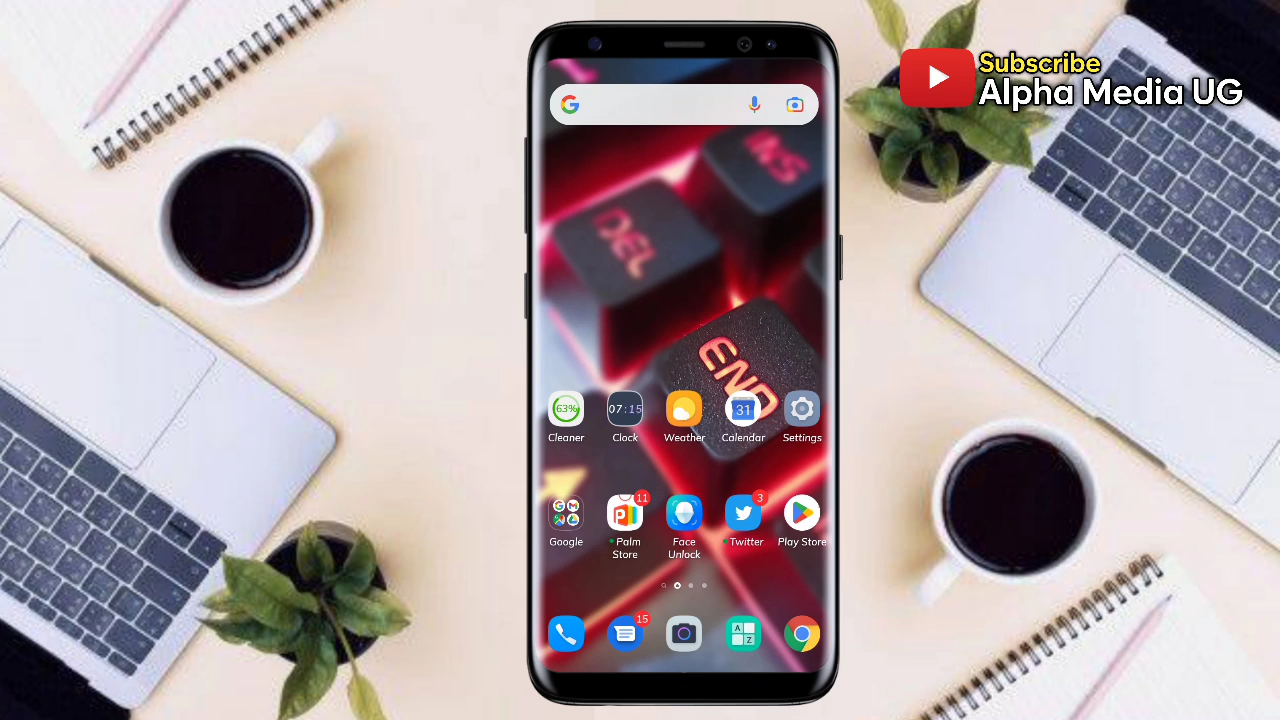 Subscribe
Alpha Media UG
INS
DEL
END
63%
07:15
31
Cleaner
Clock
Weather
Calendar
Settings
11
3
Google
Palm
Store
Face
Unlock
Twitter
Play Store
15
A
Z